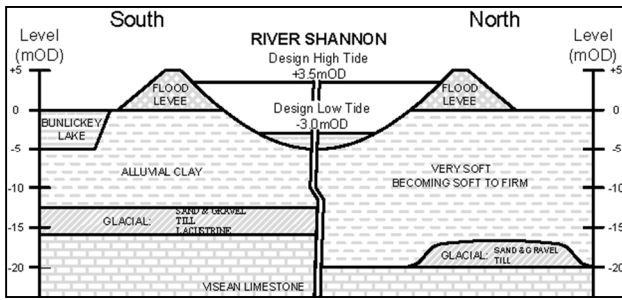 South
North
Level
(mOD)
RIVER SHANNON
Level
(mOD)
Design High Tide
+3.5mOD
+5
+5
FLOOD
LEVEE
FLOOD
LEVEE
Design Low Tide
-3.0mOD
0
0
BUNLICKEY
LAKE
-5
-5
ALLUVIAL CLAY
VERY SOFT
BECOMING SOFT TO FIRM
-10
-10
GLACIAL:
SAND & GRAVEL
TILL
LACUSTRINE
-15
-15
GLACIAL:
SAND & GRAVEL
TILL
-20
-20
VISEAN LIMESTONE